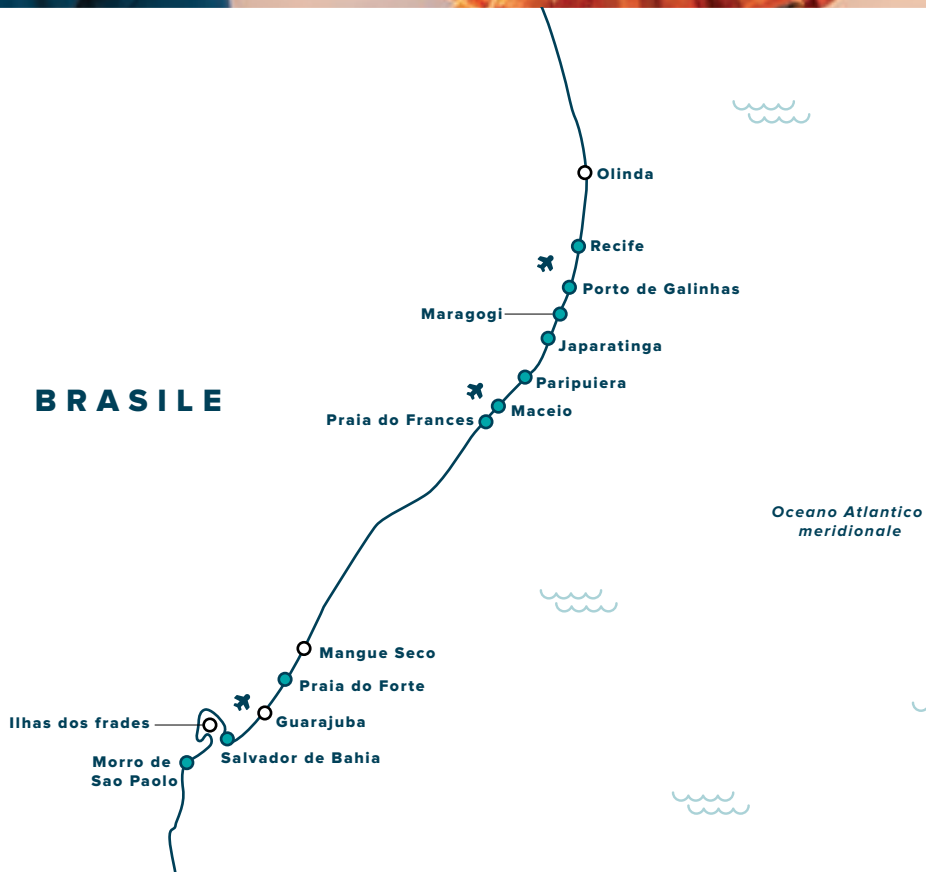 Olinda
Recife
Porto de Galinhas
Maragogi
Japaratinga
Paripuiera
BRASILE
Maceio
Praia do Frances
Oceano Atlantico
meridionale
Mangue Seco
Praia do Forte
Ilhas dos frades
Guarajuba
Salvador de Bahia
Morro de
Sao Paolo